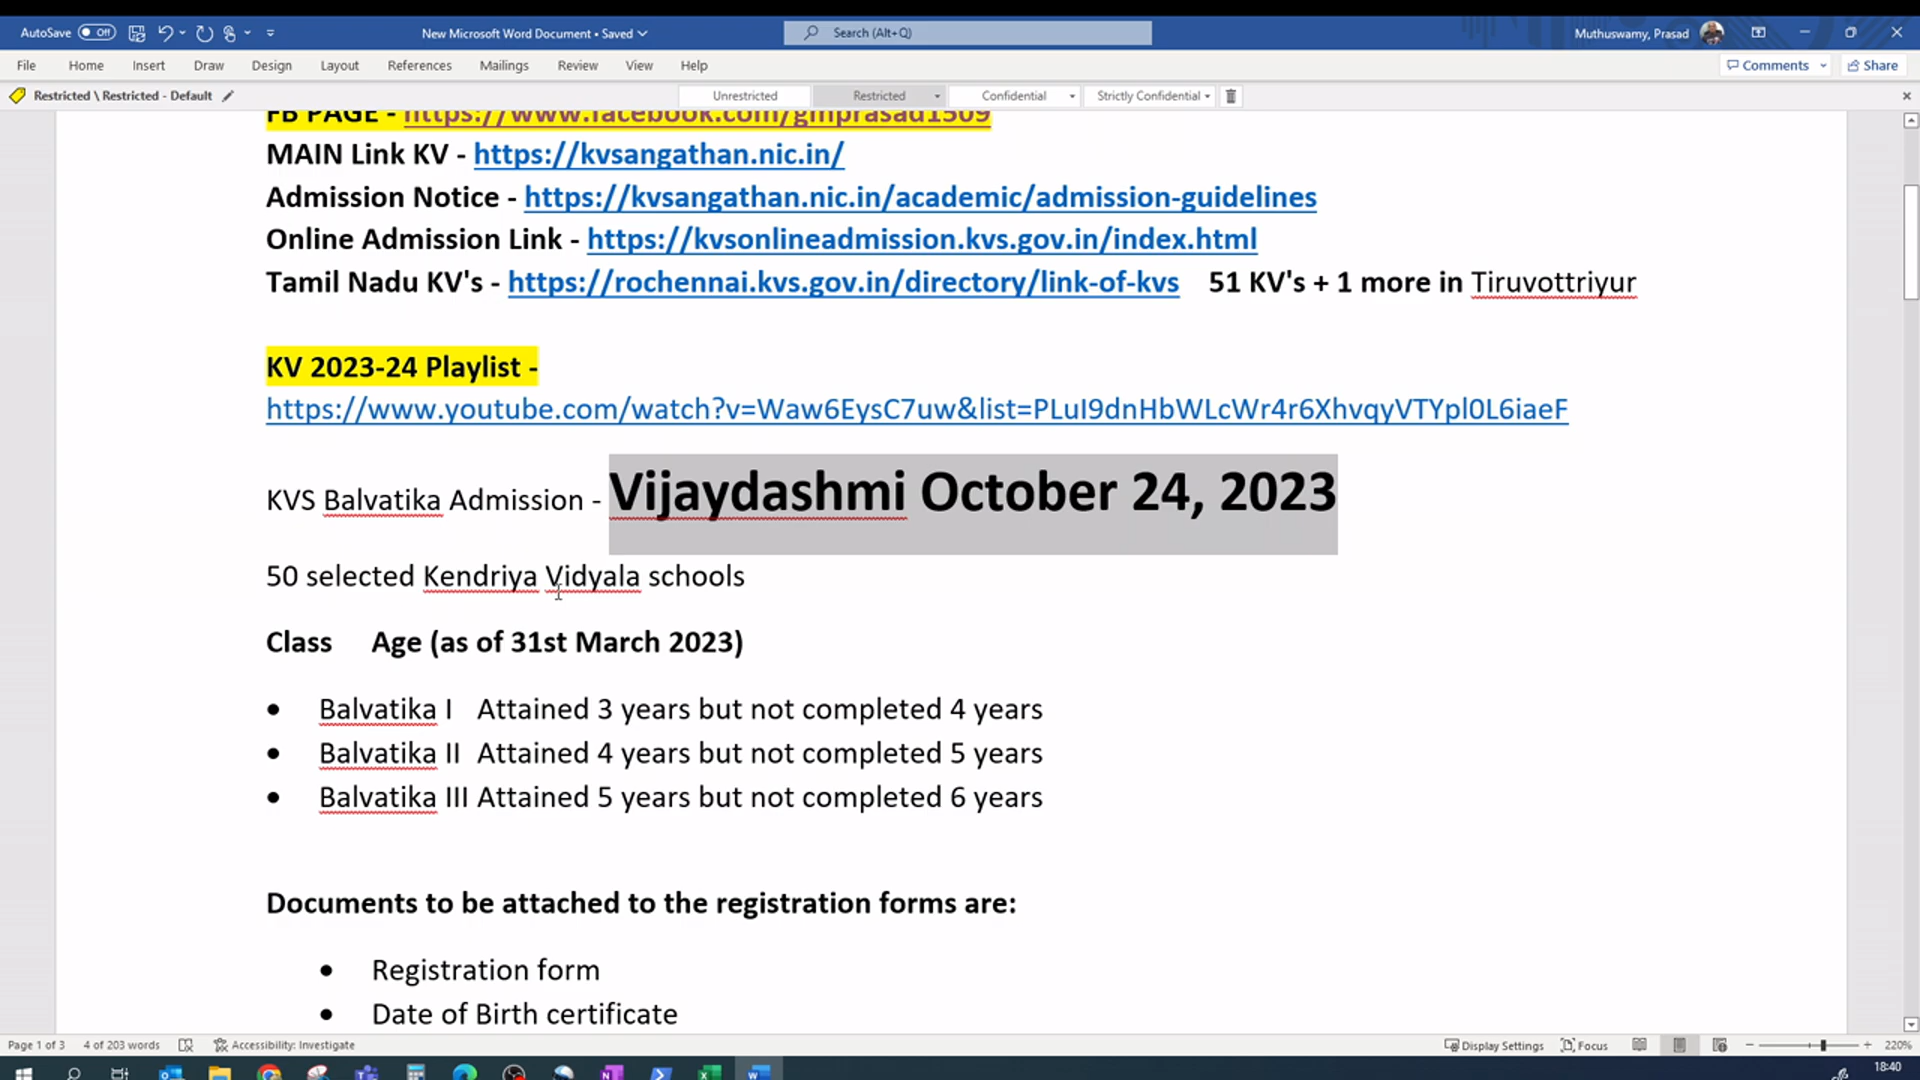 AutoSave Off New Microsoft Word Document • Saved Search (Alt+Q) Muthuswamy, Prasad
File Home Insert Draw Design Layout References Mailings Review View Help Comments Share
Restricted \ Restricted - Default Unrestricted Restricted Confidential Strictly Confidential
FB PAGE - https://www.facebook.com/gmprasad1509
MAIN Link KV - https://kvsangathan.nic.in/
Admission Notice - https://kvsangathan.nic.in/academic/admission-guidelines
Online Admission Link - https://kvsonlineadmission.kvs.gov.in/index.html
Tamil Nadu KV's - https://rochennai.kvs.gov.in/directory/link-of-kvs 51 KV's + 1 more in Tiruvottriyur
KV 2023-24 Playlist -
https://www.youtube.com/watch?v=Waw6EysC7uw&list=PLuI9dnHbWLcWr4r6XhvqyVTYpl0L6iaeF
KVS Balvatika Admission - Vijaydashmi October 24, 2023
50 selected Kendriya Vidyala schools
Class Age (as of 31st March 2023)
• Balvatika I Attained 3 years but not completed 4 years
• Balvatika II Attained 4 years but not completed 5 years
• Balvatika III Attained 5 years but not completed 6 years
Documents to be attached to the registration forms are:
• Registration form
• Date of Birth certificate
Page 1 of 3 4 of 203 words Accessibility: Investigate Display Settings Focus 220%
18:40